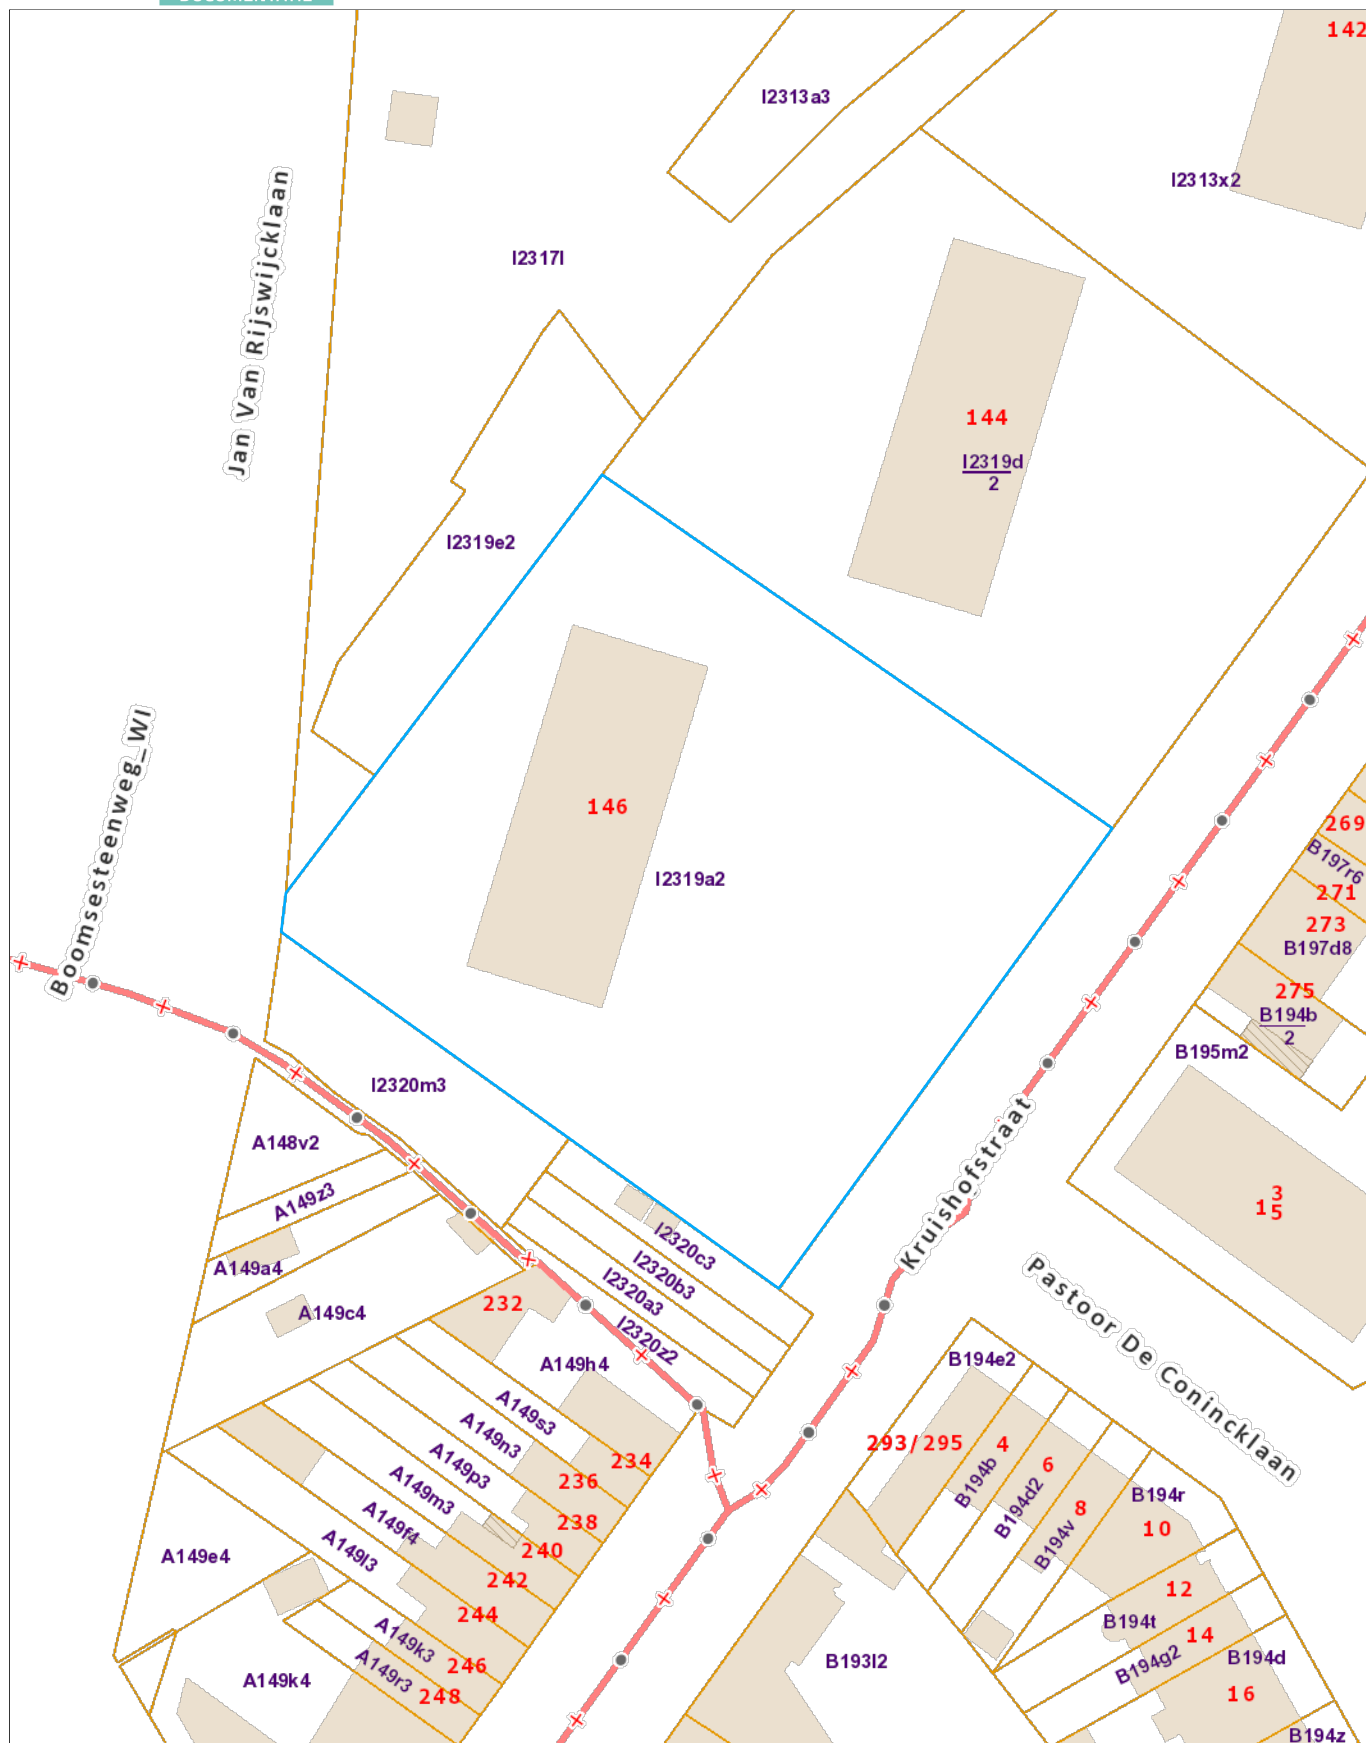 142
I2313a3
I2313x2
Jan Van Rijswijcklaan
I2317l
144
I2319d
2
I2319e2
146
I2319a2
Boomsesteenweg_WI
269
B197r6
271
273
B197d8
275
B194b
2
B195m2
I2320m3
A148v2
A149z3
A149a4
A149c4
Kruishofstraat
3
15
I2320c3
I2320b3
I2320a3
I2320z2
Pastoor De Conincklaan
232
A149h4
A149s3
A149n3
A149p3
A149m3
A149f4
A149l3
A149e4
234
236
238
240
242
244
246
248
A149k3
A149r3
A149k4
B194e2
293/295
4
B194b
6
B194d2
8
B194v
B194r
10
12
B194t
14
B194g2
B194d
16
B193l2
B194z